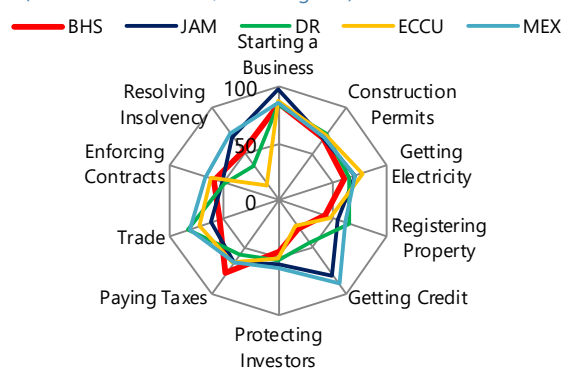 BHS JAM DR ECCU MEX
Starting a
Business
Construction
Permits
Getting
Electricity
Registering
Property
Getting Credit
Protecting
Investors
Paying Taxes
Trade
Enforcing
Contracts
Resolving
Insolvency
100
50
0